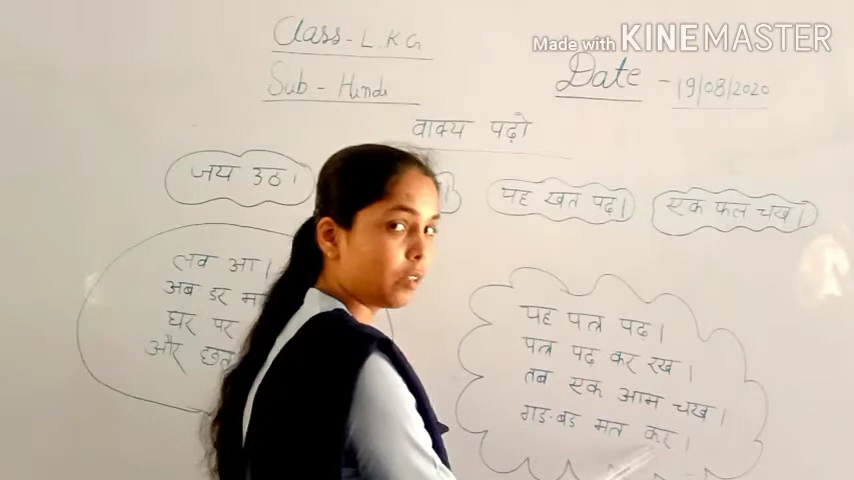 Made with KINEMASTER
Class - L.K.G
Sub - Hindi
Date - 19/08/2020
वाक्य पढ़ो
जय उठ।
यह खत पढ़।
एक फल चख।
लव आ।
अब डर
घर पर
और
यह पत्र पढ़।
पत्र पढ़ कर रख।
तब एक आम चख।
गड-बड मत कर।